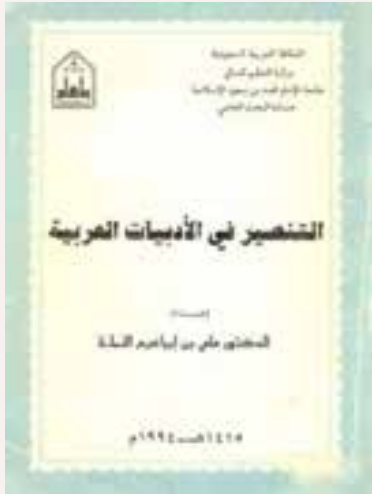 المملكة العربية السعودية
وزارة التعليم العالي
جامعة الإمام محمد بن سعود الإسلامية
عمادة البحث العلمي
التنصير في الأدبيات العربية
إعداد
الدكتور علي بن إبراهيم النملة
١٤١٥هـ - ١٩٩٤م